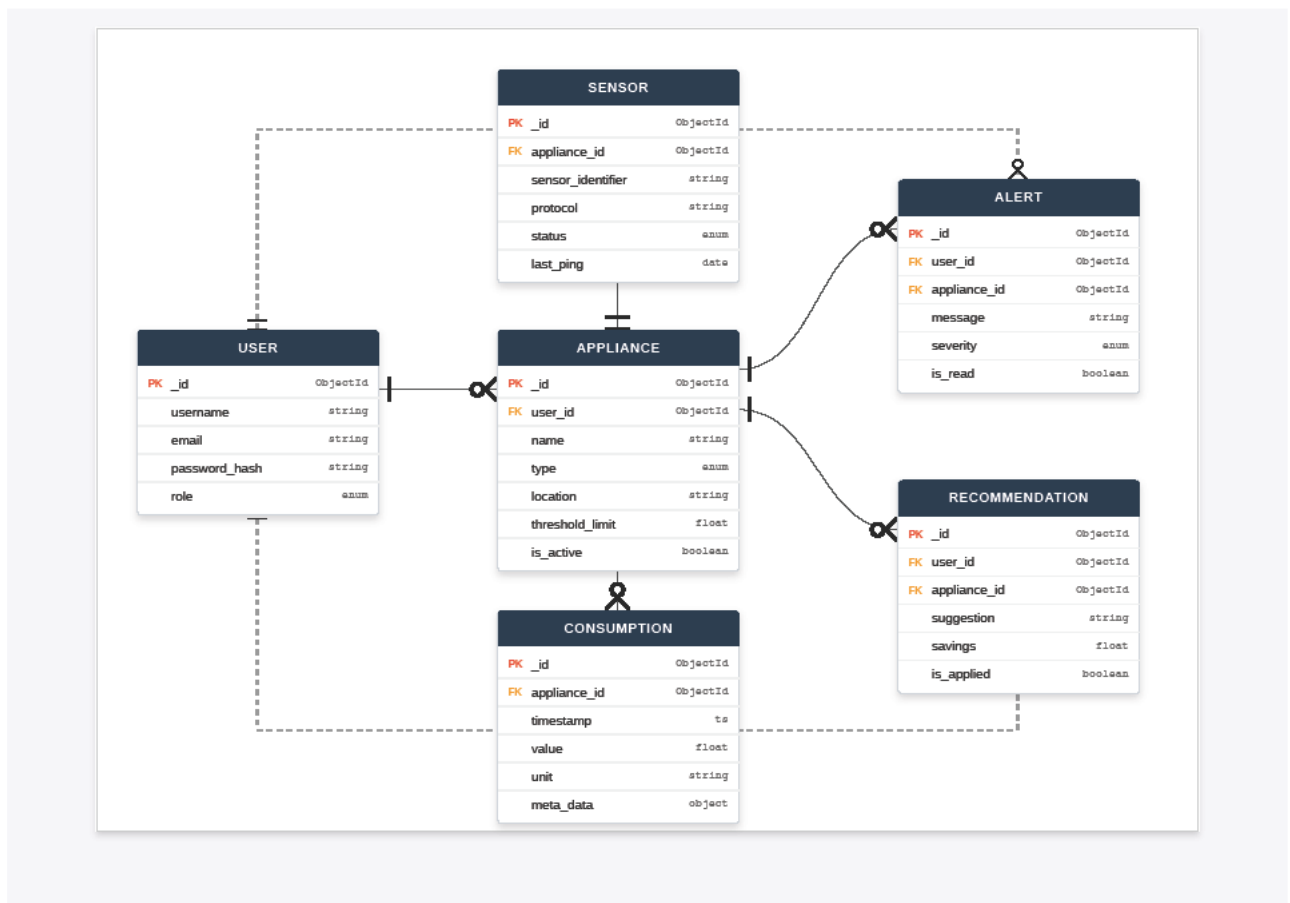 SENSOR
PK _id ObjectId
FK appliance_id ObjectId
sensor_identifier string
protocol string
status enum
last_ping date
ALERT
PK _id ObjectId
FK user_id ObjectId
FK appliance_id ObjectId
message string
severity enum
is_read boolean
USER
PK _id ObjectId
username string
email string
password_hash string
role enum
APPLIANCE
PK _id ObjectId
FK user_id ObjectId
name string
type enum
location string
threshold_limit float
is_active boolean
RECOMMENDATION
PK _id ObjectId
FK user_id ObjectId
FK appliance_id ObjectId
suggestion string
savings float
is_applied boolean
CONSUMPTION
PK _id ObjectId
FK appliance_id ObjectId
timestamp ts
value float
unit string
meta_data object